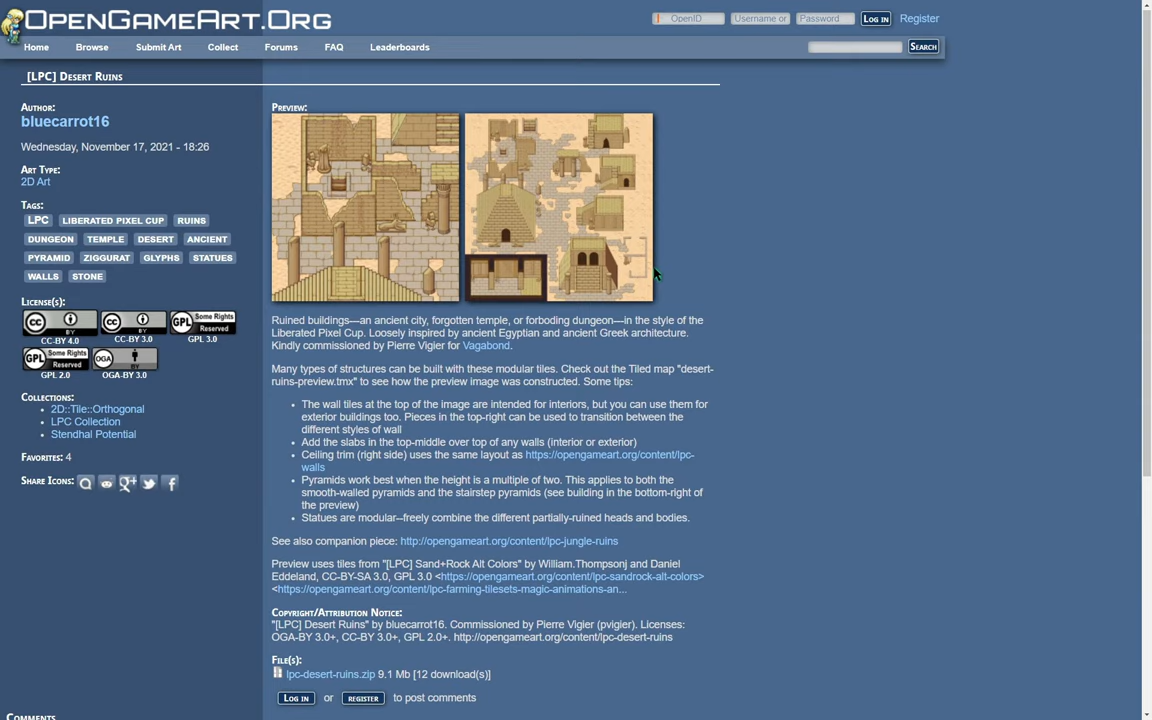 OpenGameArt.Org
OpenID
Username or
Password
Log in
Register
Home Browse Submit Art Collect Forums FAQ Leaderboards
Search
[LPC] Desert Ruins
Author:
bluecarrot16
Wednesday, November 17, 2021 - 18:26
Art Type:
2D Art
Tags:
LPC LIBERATED PIXEL CUP RUINS
DUNGEON TEMPLE DESERT ANCIENT
PYRAMID ZIGGURAT GLYPHS STATUES
WALLS STONE
License(s):
cc BY cc BY GPL Some Rights Reserved
CC-BY 4.0 CC-BY 3.0 GPL 3.0
GPL Some Rights Reserved OGA BY
GPL 2.0 OGA-BY 3.0
Collections:
• 2D::Tile::Orthogonal
• LPC Collection
• Stendhal Potential
Favorites: 4
Share Icons:
Preview:
Ruined buildings—an ancient city, forgotten temple, or forboding dungeon—in the style of the
Liberated Pixel Cup. Loosely inspired by ancient Egyptian and ancient Greek architecture.
Kindly commissioned by Pierre Vigier for Vagabond.
Many types of structures can be built with these modular tiles. Check out the Tiled map "desert-
ruins-preview.tmx" to see how the preview image was constructed. Some tips:
• The wall tiles at the top of the image are intended for interiors, but you can use them for
exterior buildings too. Pieces in the top-right can be used to transition between the
different styles of wall
• Add the slabs in the top-middle over top of any walls (interior or exterior)
• Ceiling trim (right side) uses the same layout as https://opengameart.org/content/lpc-
walls
• Pyramids work best when the height is a multiple of two. This applies to both the
smooth-walled pyramids and the stairstep pyramids (see building in the bottom-right of
the preview)
• Statues are modular--freely combine the different partially-ruined heads and bodies.
See also companion piece: http://opengameart.org/content/lpc-jungle-ruins
Preview uses tiles from "[LPC] Sand+Rock Alt Colors" by William.Thompsonj and Daniel
Eddeland, CC-BY-SA 3.0, GPL 3.0 <https://opengameart.org/content/lpc-sandrock-alt-colors>
<https://opengameart.org/content/lpc-farming-tilesets-magic-animations-an...
Copyright/Attribution Notice:
"[LPC] Desert Ruins" by bluecarrot16. Commissioned by Pierre Vigier (pvigier). Licenses:
OGA-BY 3.0+, CC-BY 3.0+, GPL 2.0+. http://opengameart.org/content/lpc-desert-ruins
File(s):
lpc-desert-ruins.zip 9.1 Mb [12 download(s)]
Log in or register to post comments
Comments